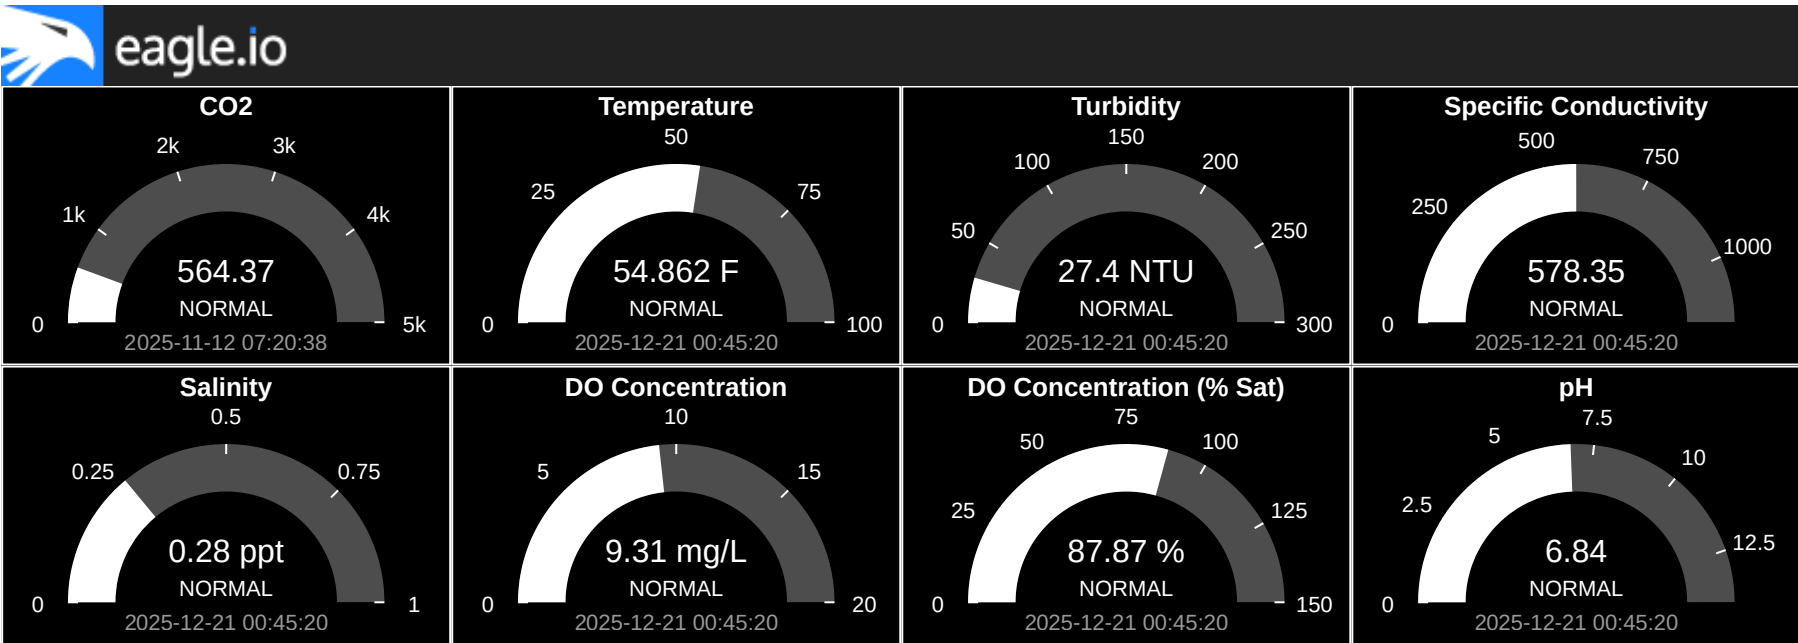 eagle.io
CO2
2k
3k
1k
4k
564.37
NORMAL
0
5k
2025-11-12 07:20:38
Temperature
50
25
75
54.862 F
NORMAL
0
100
2025-12-21 00:45:20
Turbidity
150
100
200
50
250
27.4 NTU
NORMAL
0
300
2025-12-21 00:45:20
Specific Conductivity
500
750
250
1000
578.35
NORMAL
0
2025-12-21 00:45:20
Salinity
0.5
0.25
0.75
0.28 ppt
NORMAL
0
1
2025-12-21 00:45:20
DO Concentration
10
5
15
9.31 mg/L
NORMAL
0
20
2025-12-21 00:45:20
DO Concentration (% Sat)
75
50
100
25
125
87.87 %
NORMAL
0
150
2025-12-21 00:45:20
pH
7.5
5
10
2.5
12.5
6.84
NORMAL
0
2025-12-21 00:45:20